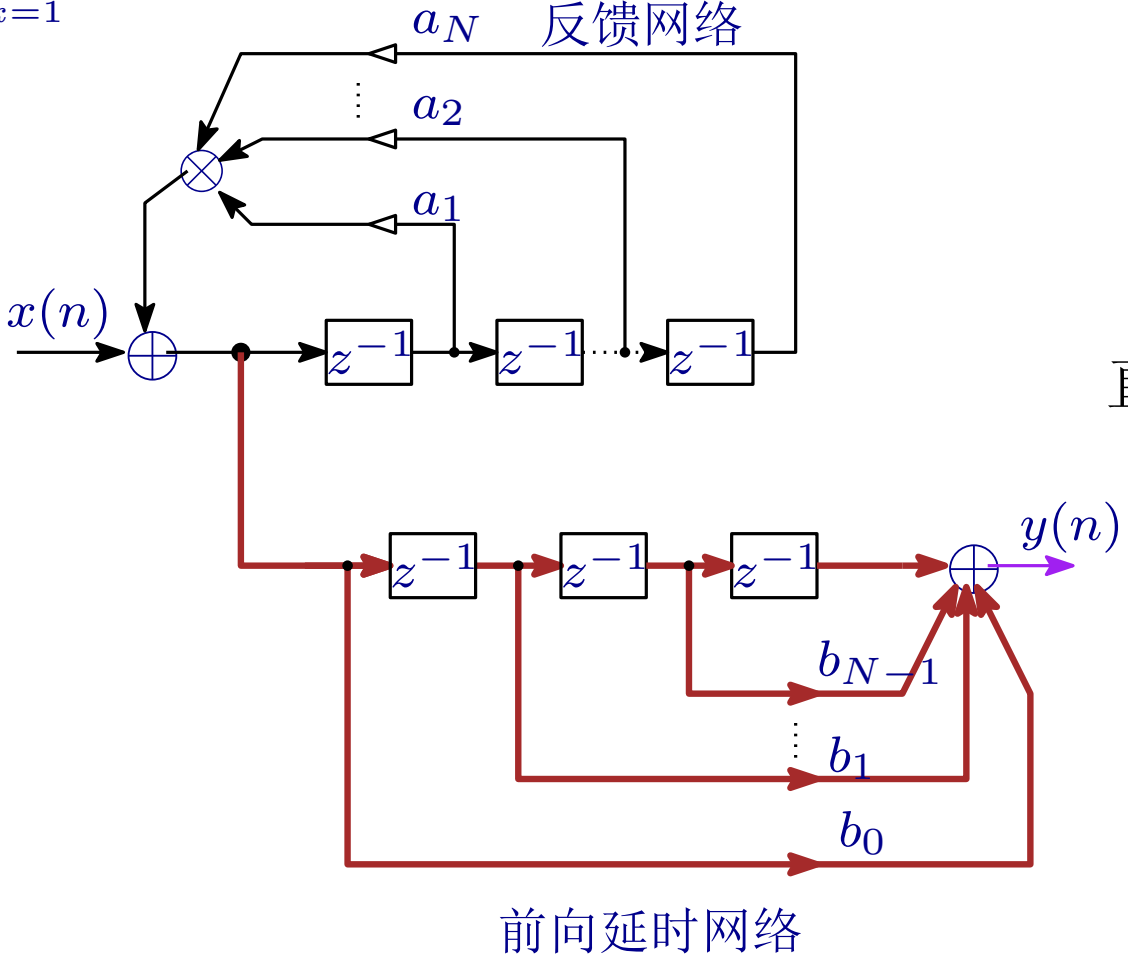 =1
a_N 反馈网络
a_2
a_1
x(n)
z^{-1} z^{-1} z^{-1}
y(n)
z^{-1} z^{-1} z^{-1}
b_{N-1}
b_1
b_0
前向延时网络